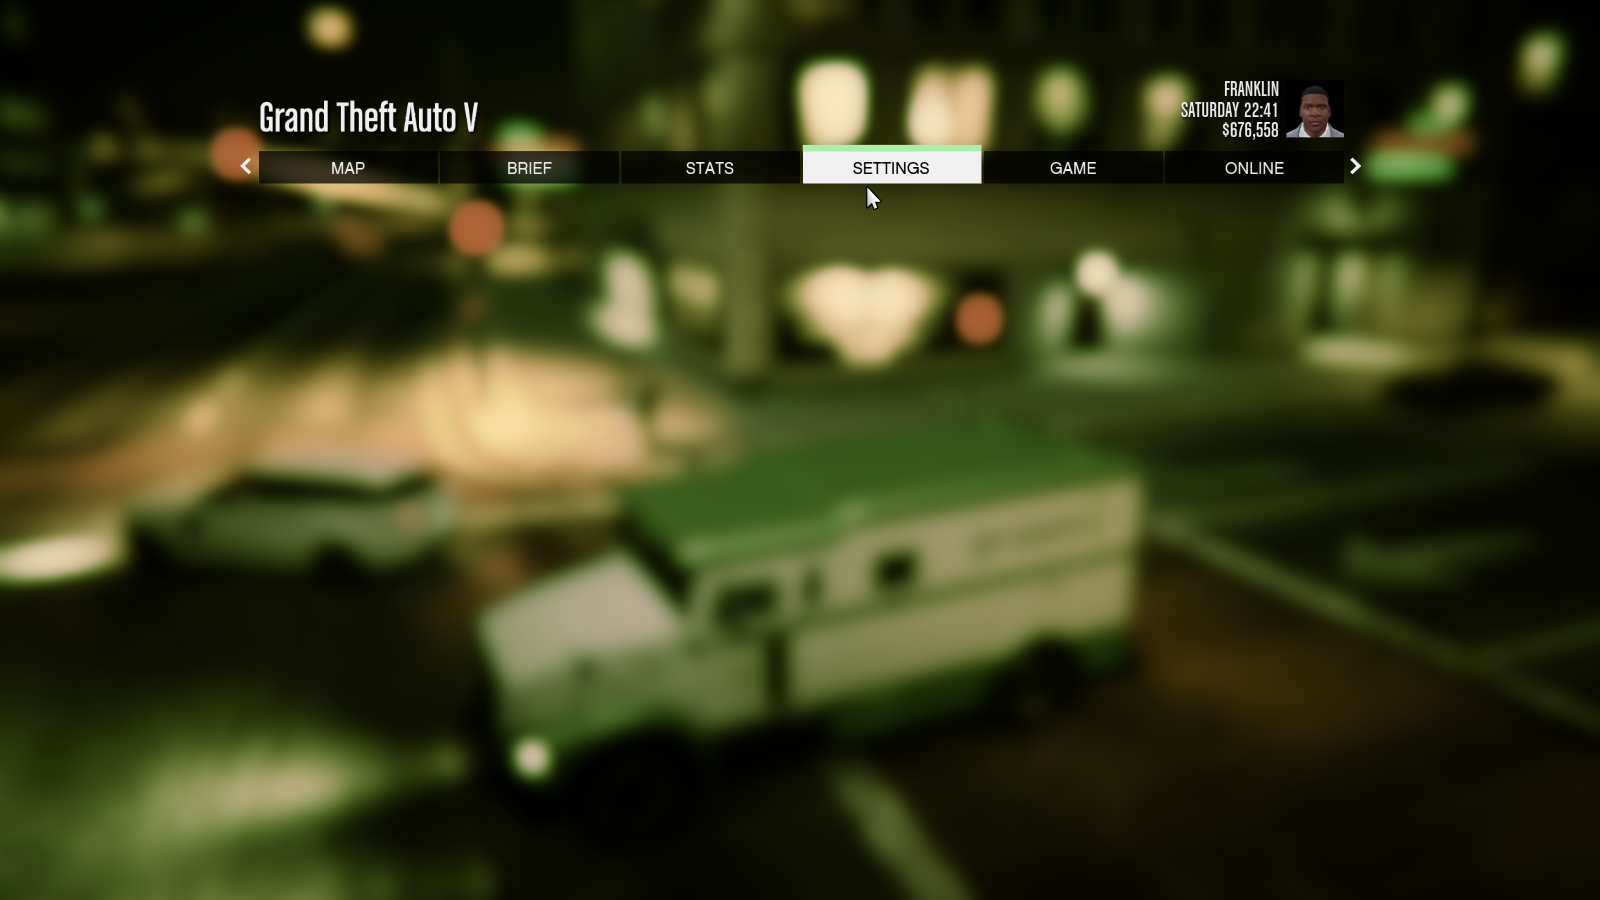 Grand Theft Auto V
FRANKLIN
SATURDAY 22:41
$676,558
MAP
BRIEF
STATS
SETTINGS
GAME
ONLINE